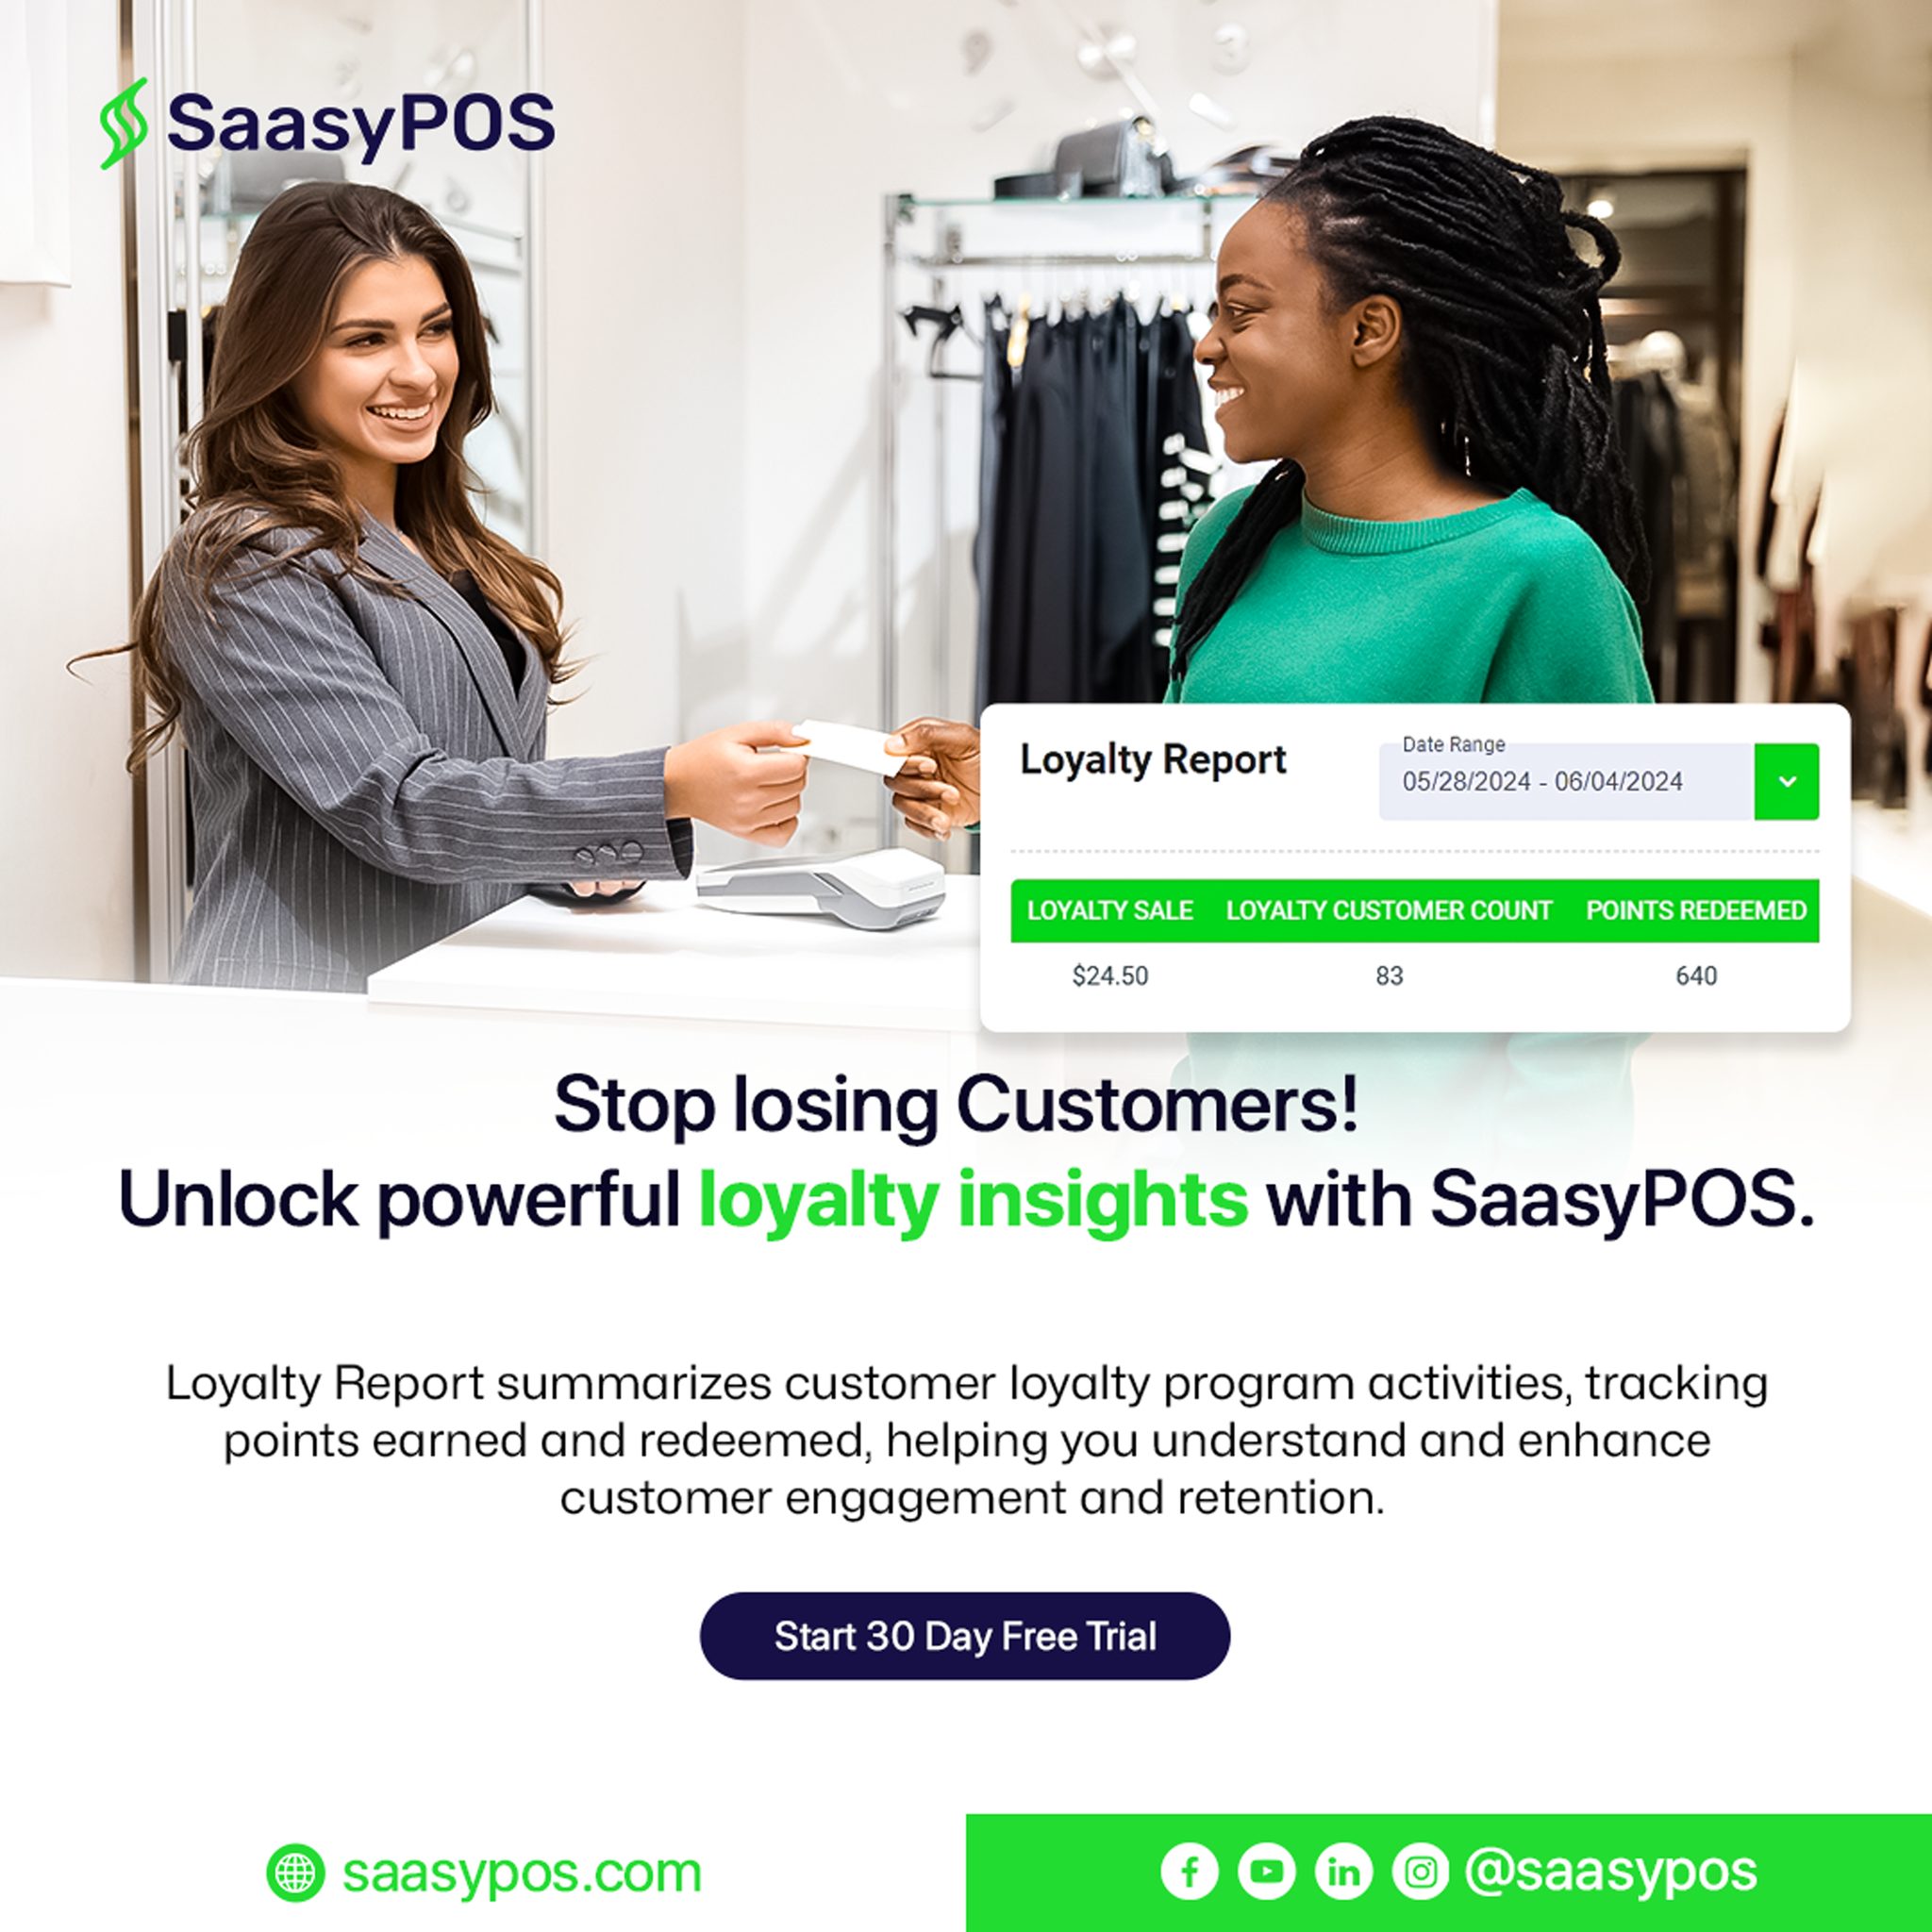 SaasyPOS
Loyalty Report
Date Range
05/28/2024 - 06/04/2024
LOYALTY SALE LOYALTY CUSTOMER COUNT POINTS REDEEMED
$24.50 83 640
Stop losing Customers!
Unlock powerful loyalty insights with SaasyPOS.
Loyalty Report summarizes customer loyalty program activities, tracking
points earned and redeemed, helping you understand and enhance
customer engagement and retention.
Start 30 Day Free Trial
saasypos.com
@saasypos